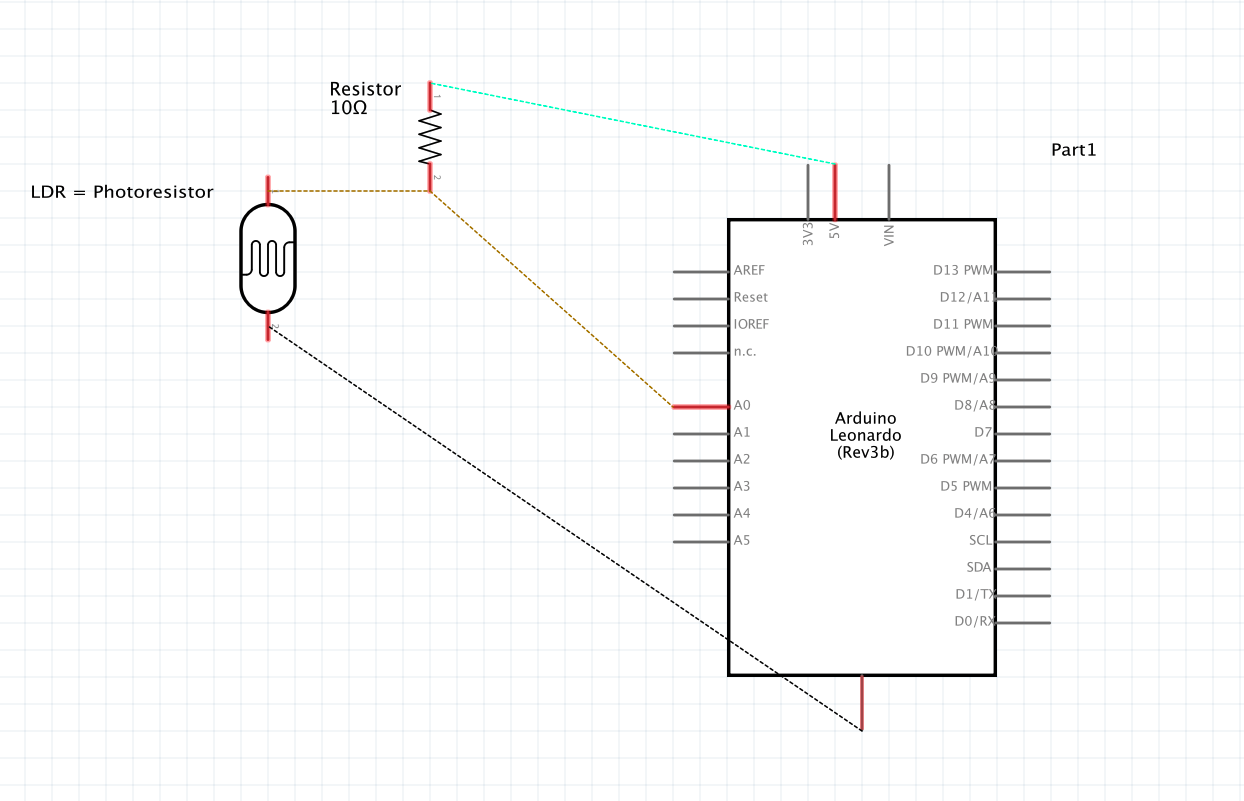 Resistor
10Ω
1
2
LDR = Photoresistor
2
Part1
3V3
5V
VIN
AREF
Reset
IOREF
n.c.
A0
A1
A2
A3
A4
A5
Arduino
Leonardo
(Rev3b)
D13 PWM
D12/A11
D11 PWM
D10 PWM/A10
D9 PWM/A9
D8/A8
D7
D6 PWM/A7
D5 PWM
D4/A6
SCL
SDA
D1/TX
D0/RX